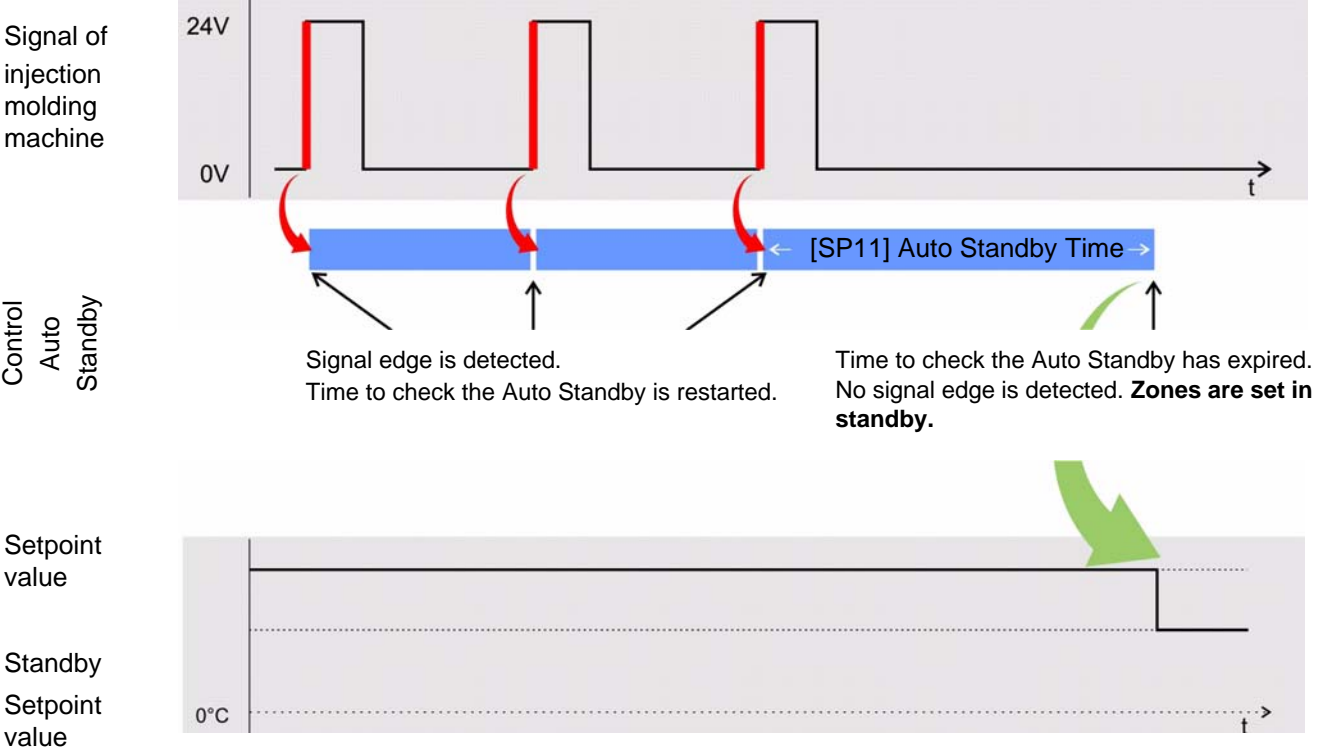 Signal of
injection
molding
machine
24V
0V
t
Control
Auto
Standby
[SP11] Auto Standby Time
Signal edge is detected.
Time to check the Auto Standby is restarted.
Time to check the Auto Standby has expired.
No signal edge is detected. Zones are set in
standby.
Setpoint
value
Standby
Setpoint
value
0°C
t